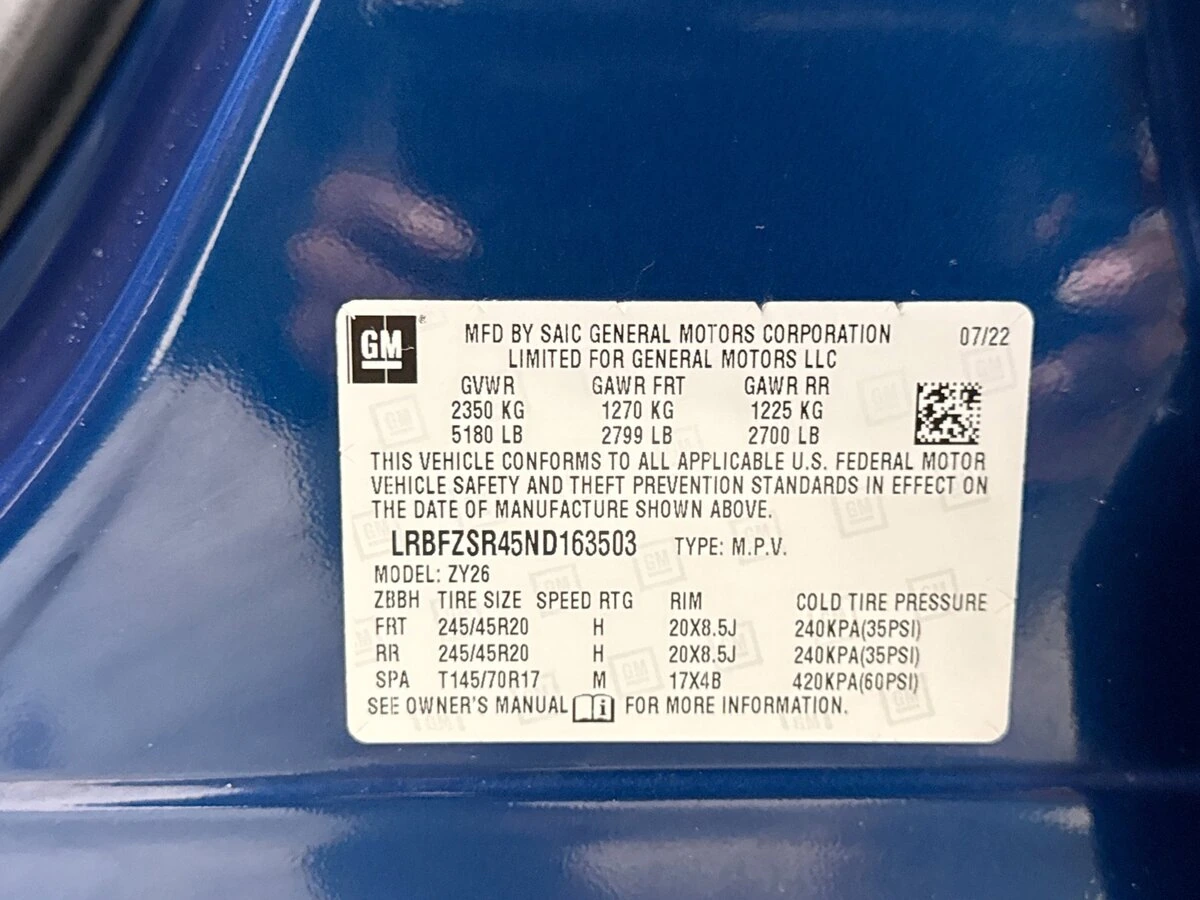 GM®
MFD BY SAIC GENERAL MOTORS CORPORATION 07/22
LIMITED FOR GENERAL MOTORS LLC
GVWR GAWR FRT GAWR RR
2350 KG 1270 KG 1225 KG
5180 LB 2799 LB 2700 LB
THIS VEHICLE CONFORMS TO ALL APPLICABLE U.S. FEDERAL MOTOR
VEHICLE SAFETY AND THEFT PREVENTION STANDARDS IN EFFECT ON
THE DATE OF MANUFACTURE SHOWN ABOVE.
LRBFZSR45ND163503 TYPE: M.P.V.
MODEL: ZY26
ZBBH TIRE SIZE SPEED RTG RIM COLD TIRE PRESSURE
FRT 245/45R20 H 20X8.5J 240KPA(35PSI)
RR 245/45R20 H 20X8.5J 240KPA(35PSI)
SPA T145/70R17 M 17X4B 420KPA(60PSI)
SEE OWNER'S MANUAL i FOR MORE INFORMATION.